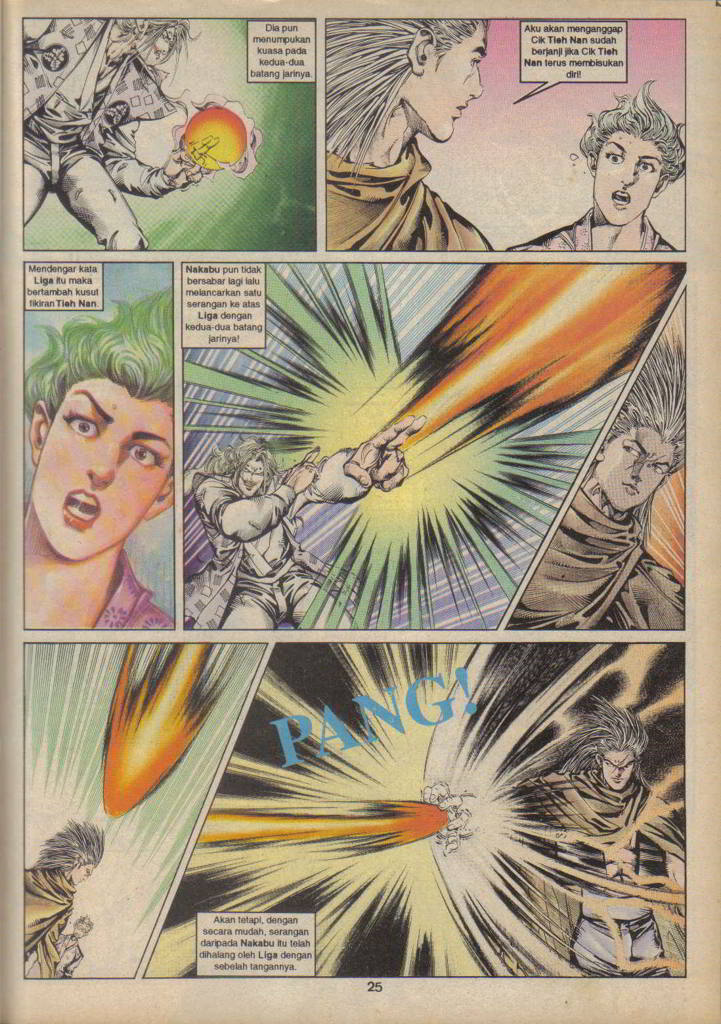 Dia pun
menumpukan
kuasa pada
kedua-dua
batang jarinya.
Aku akan menganggap
Cik Tieh Nan sudah
berjanji jika Cik Tieh
Nan terus membisukan
diri!
Mendengar kata
Liga itu maka
bertambah kusut
fikiran Tieh Nan.
Nakabu pun tidak
bersabar lagi lalu
melancarkan satu
serangan ke atas
Liga dengan
kedua-dua batang
jarinya!
PANG!
Akan tetapi, dengan
secara mudah, serangan
daripada Nakabu itu telah
dihalang oleh Liga dengan
sebelah tangannya.
25